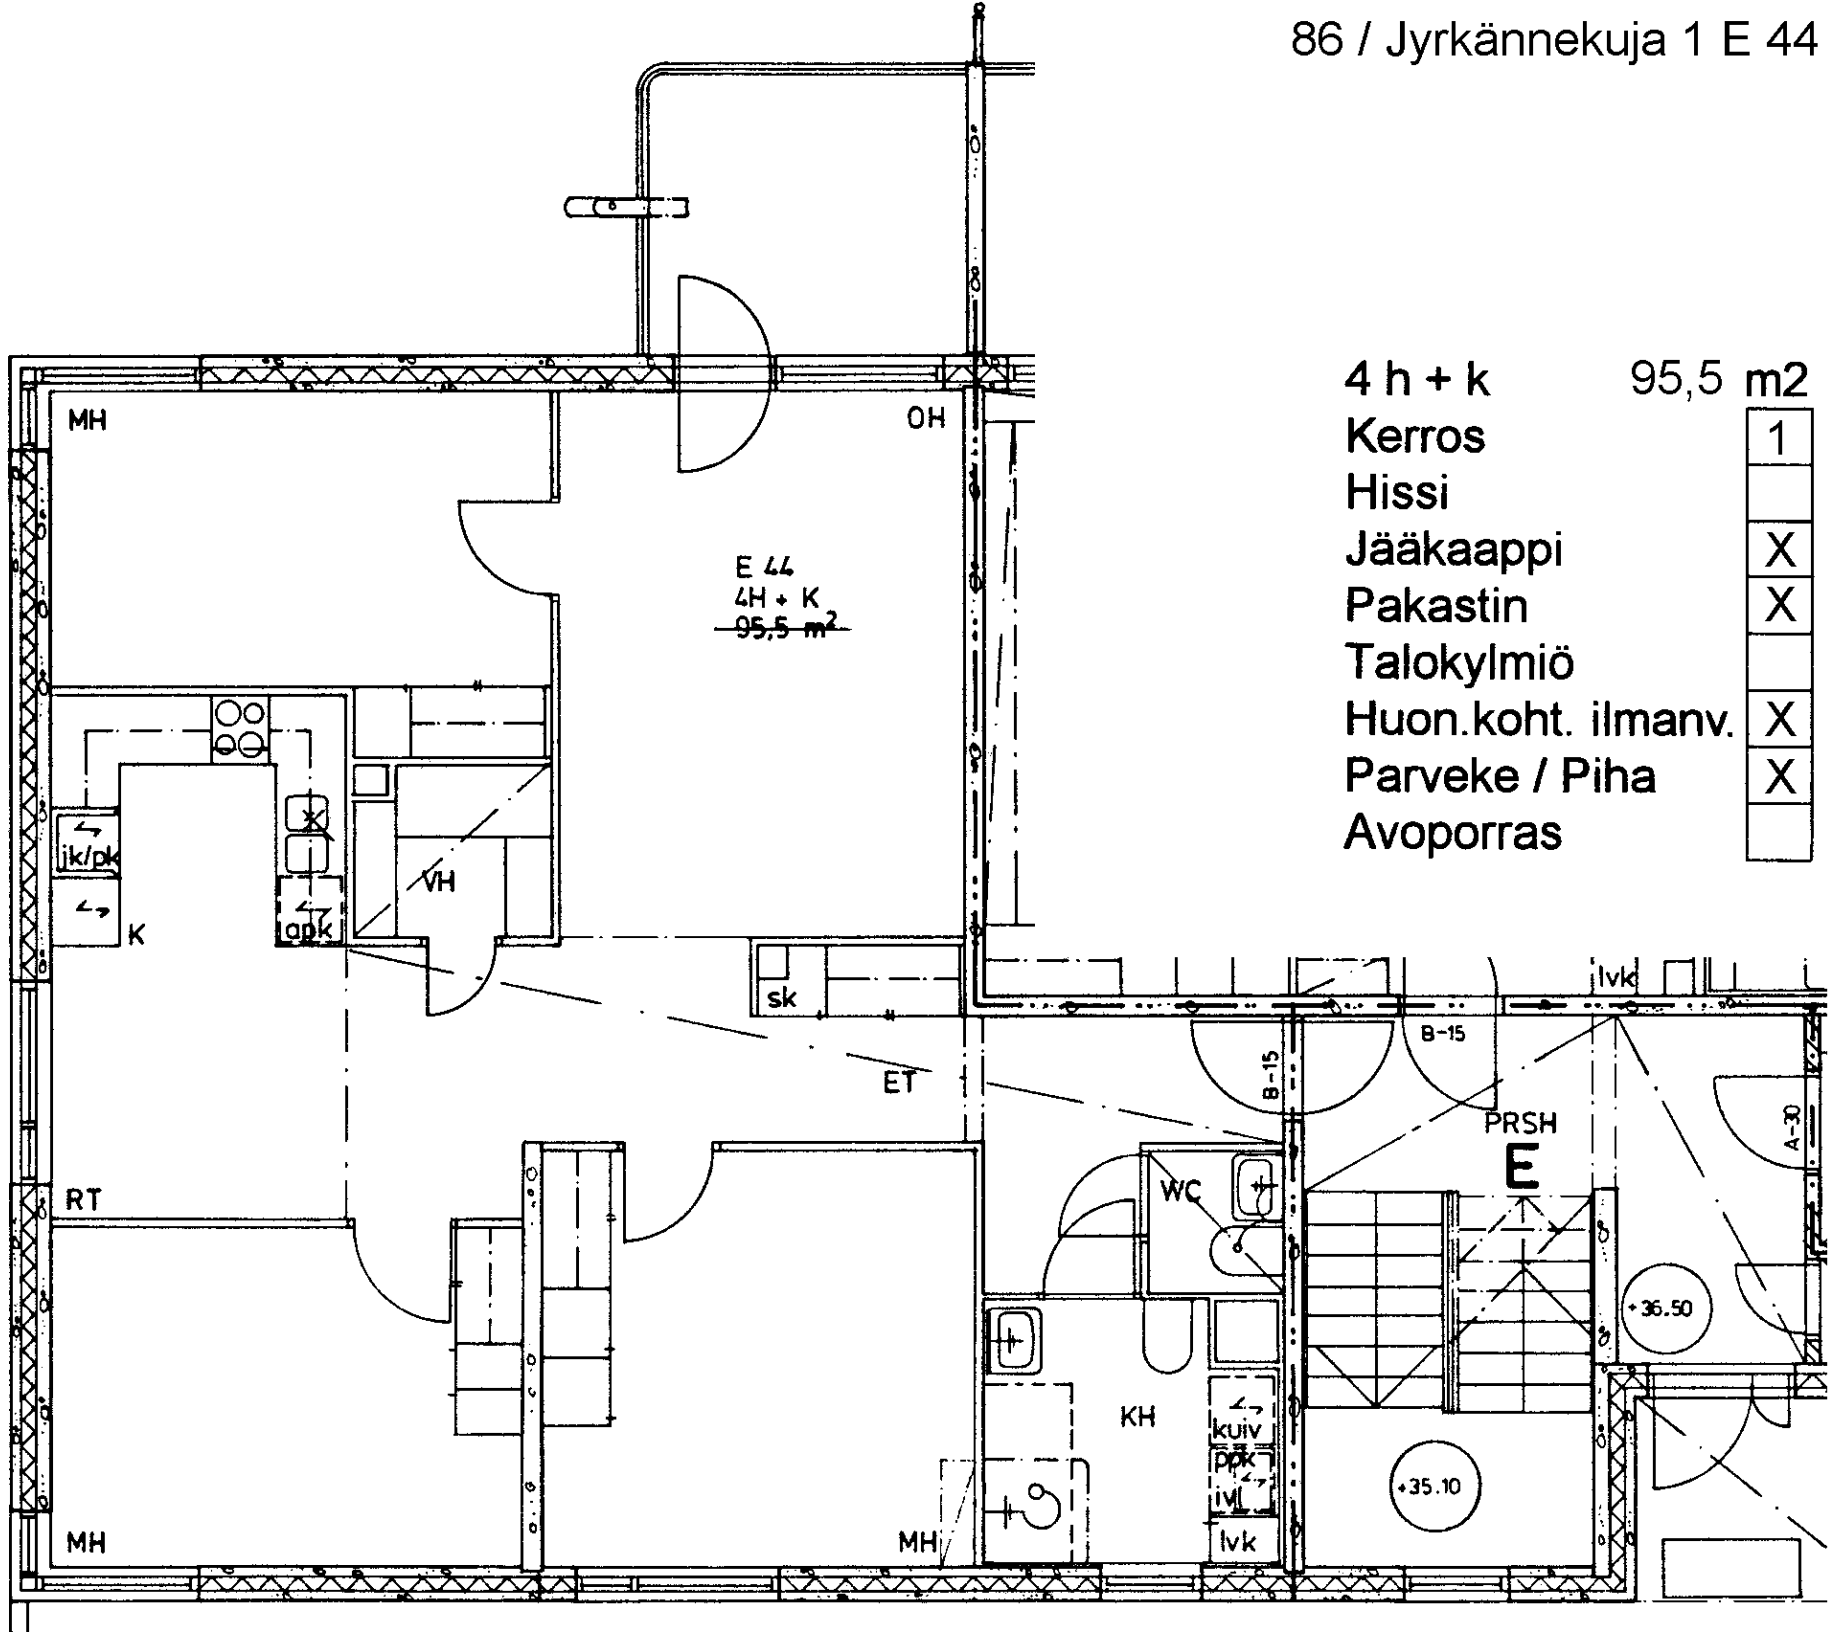 86 / Jyrkännekuja 1 E 44
4 h + k 95,5 m2
Kerros 1
Hissi
Jääkaappi X
Pakastin X
Talokylmiö
Huon.koht. ilmanv. X
Parveke / Piha X
Avoporras
MH
OH
E 44
4H + K
95,5 m²
jk/pk
K
apk
VH
sk
lvk
B-15
B-15
ET
PRSH
E
A-30
RT
WC
+36.50
KH
kuiv
ppk
ivl
lvk
+35.10
MH
MH